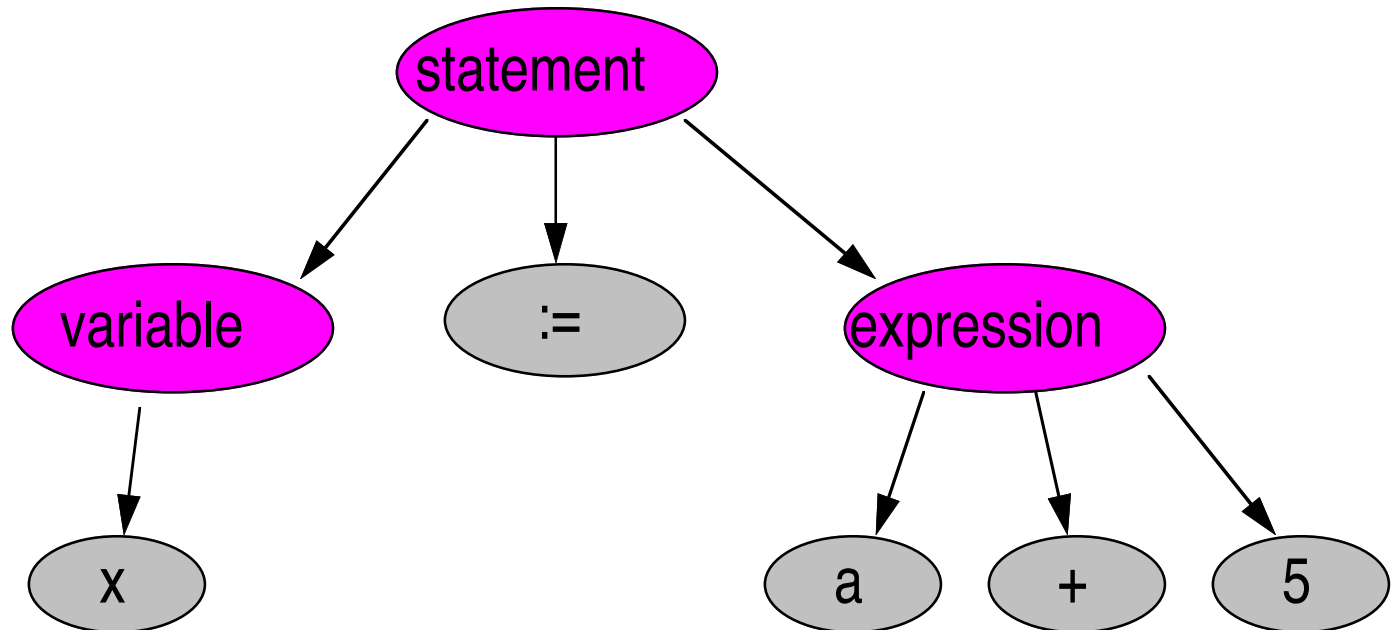 statement
variable
:=
expression
x
a
+
5